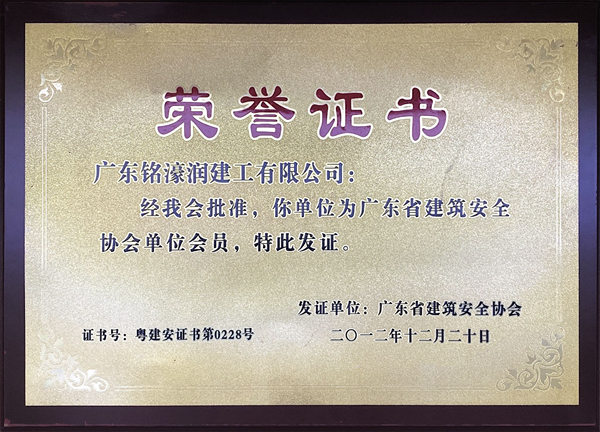 荣誉证书
广东铭濠润建工有限公司：
经我会批准，你单位为广东省建筑安全
协会单位会员，特此发证。
发证单位：广东省建筑安全协会
证书号：粤建安证书第0228号
二〇一二年十二月二十日